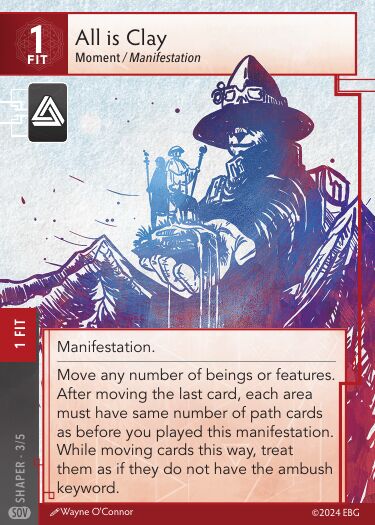 1
FIT
All is Clay
Moment / Manifestation
1 FIT
Manifestation.
Move any number of beings or features.
After moving the last card, each area
must have same number of path cards
as before you played this manifestation.
While moving cards this way, treat
them as if they do not have the ambush
keyword.
SOV SHAPER - 3/5
Wayne O'Connor
©2024 EBG